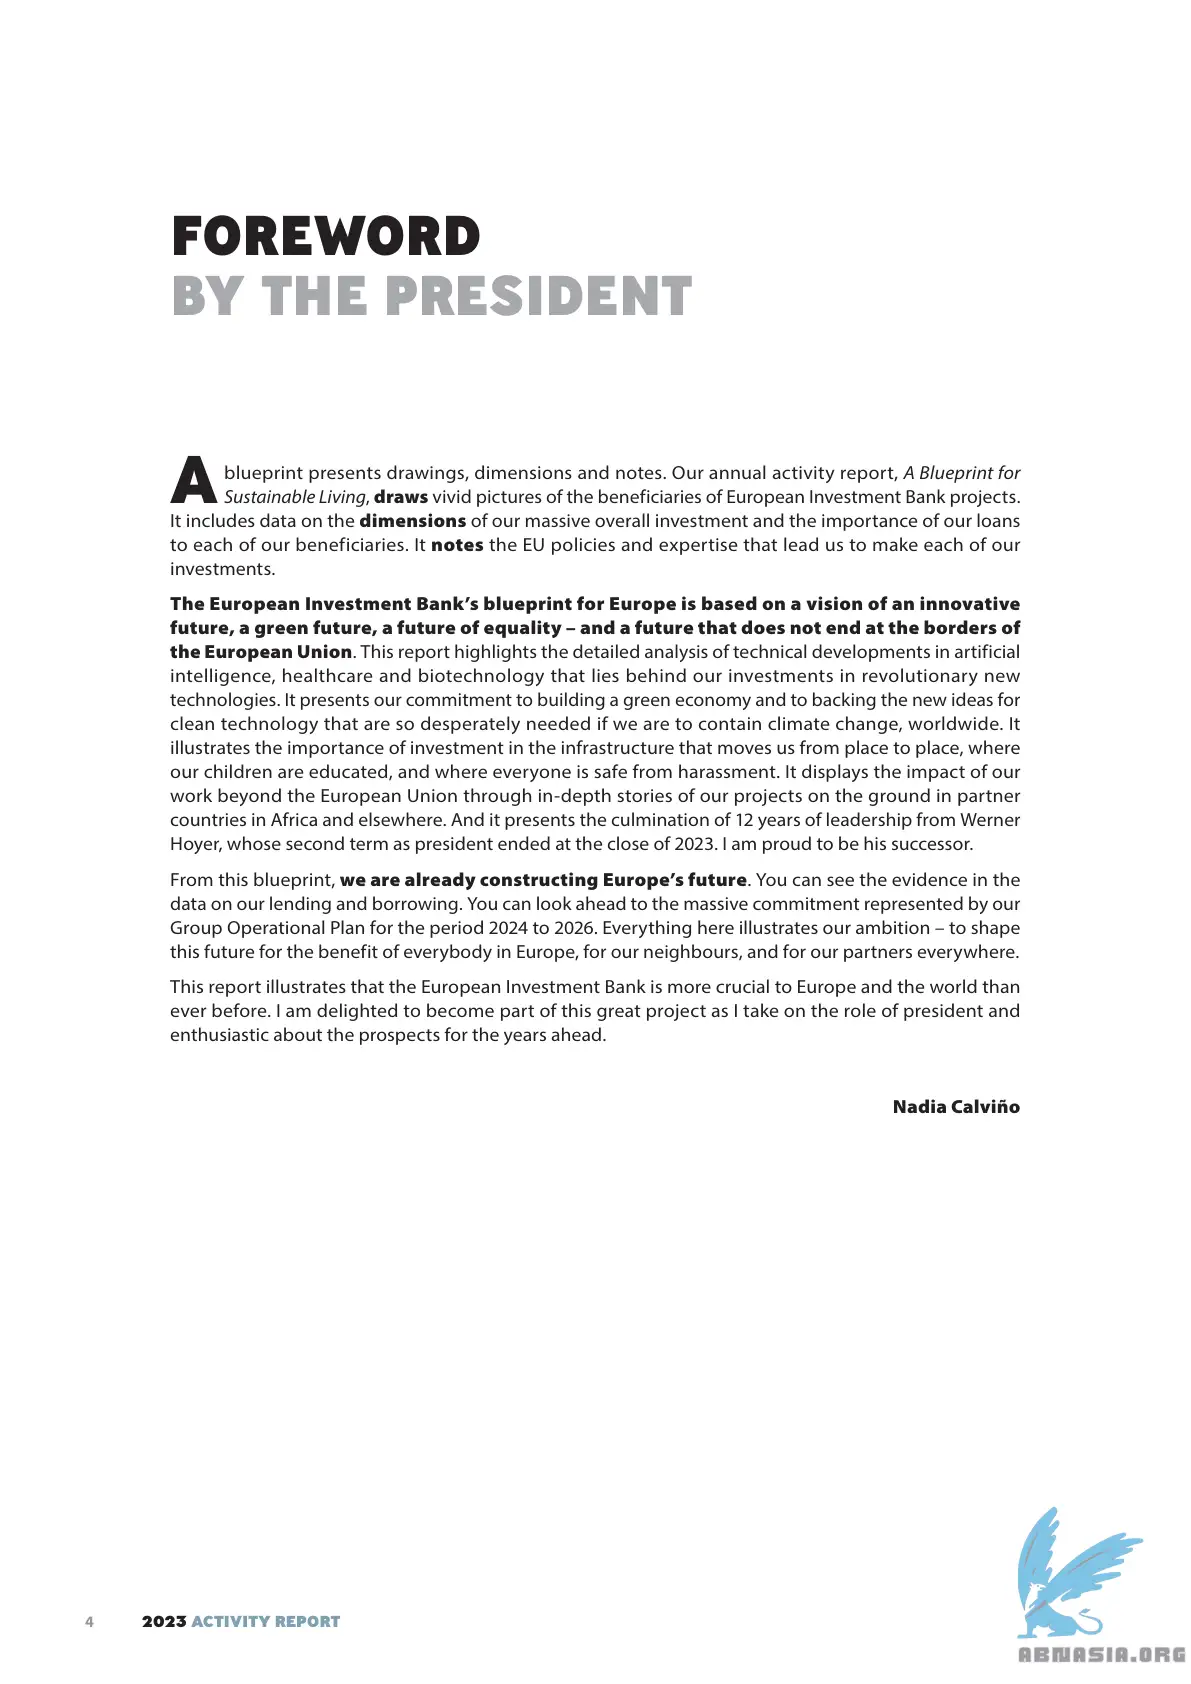 FOREWORD
BY THE PRESIDENT
A blueprint presents drawings, dimensions and notes. Our annual activity report, A Blueprint for
Sustainable Living, draws vivid pictures of the beneficiaries of European Investment Bank projects.
It includes data on the dimensions of our massive overall investment and the importance of our loans
to each of our beneficiaries. It notes the EU policies and expertise that lead us to make each of our
investments.
The European Investment Bank’s blueprint for Europe is based on a vision of an innovative
future, a green future, a future of equality – and a future that does not end at the borders of
the European Union. This report highlights the detailed analysis of technical developments in artificial
intelligence, healthcare and biotechnology that lies behind our investments in revolutionary new
technologies. It presents our commitment to building a green economy and to backing the new ideas for
clean technology that are so desperately needed if we are to contain climate change, worldwide. It
illustrates the importance of investment in the infrastructure that moves us from place to place, where
our children are educated, and where everyone is safe from harassment. It displays the impact of our
work beyond the European Union through in-depth stories of our projects on the ground in partner
countries in Africa and elsewhere. And it presents the culmination of 12 years of leadership from Werner
Hoyer, whose second term as president ended at the close of 2023. I am proud to be his successor.
From this blueprint, we are already constructing Europe’s future. You can see the evidence in the
data on our lending and borrowing. You can look ahead to the massive commitment represented by our
Group Operational Plan for the period 2024 to 2026. Everything here illustrates our ambition – to shape
this future for the benefit of everybody in Europe, for our neighbours, and for our partners everywhere.
This report illustrates that the European Investment Bank is more crucial to Europe and the world than
ever before. I am delighted to become part of this great project as I take on the role of president and
enthusiastic about the prospects for the years ahead.
Nadia Calviño
4 2023 ACTIVITY REPORT
ABNASIA.ORG